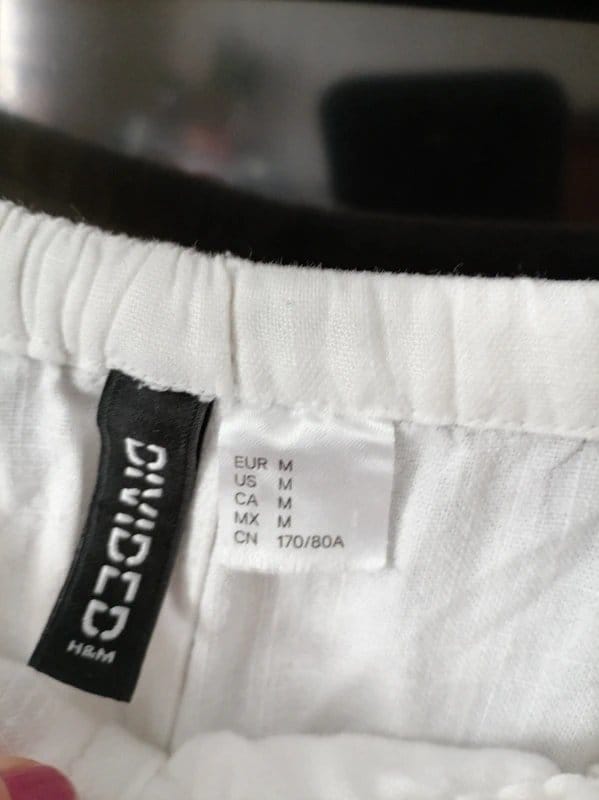 DIVIDED
H&M
EUR M
US M
CA M
MX M
CN 170/80A